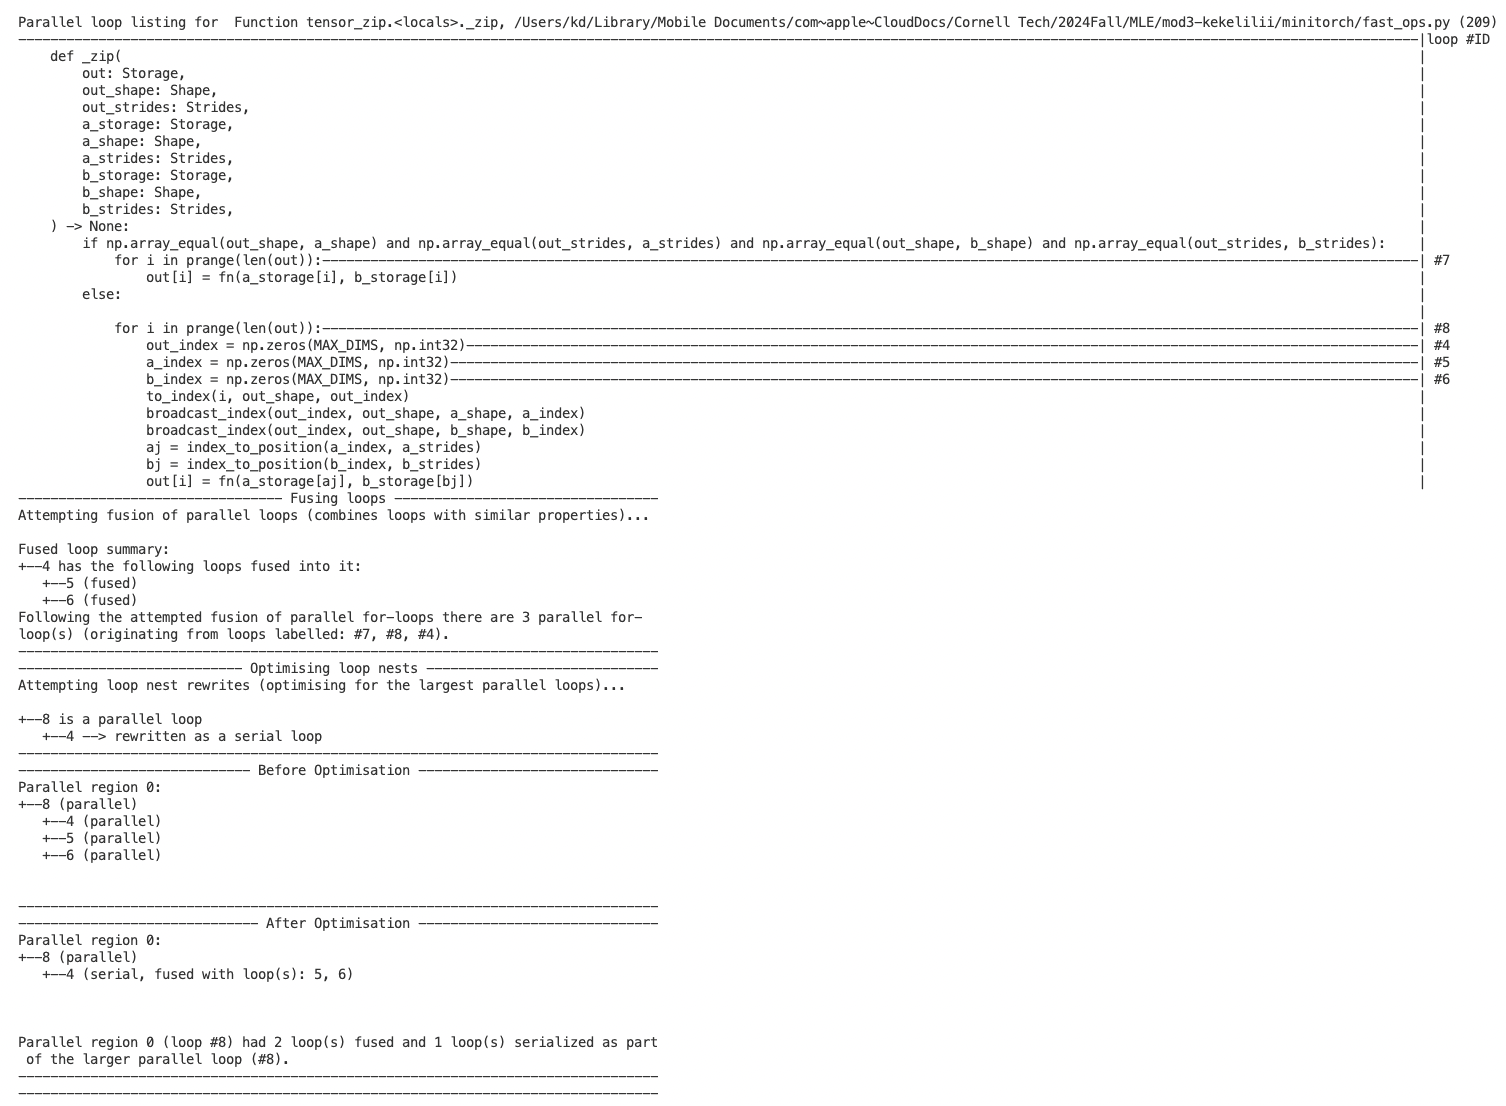 Parallel loop listing for  Function tensor_zip.<locals>._zip, /Users/kd/Library/Mobile Documents/com~apple~CloudDocs/Cornell Tech/2024Fall/MLE/mod3-kekelilii/minitorch/fast_ops.py (209)
--------------------------------------------------------------------------------------------------------------------------------------------------------------------------------|loop #ID
    def _zip(                                                                                                                                                                   |
        out: Storage,                                                                                                                                                           |
        out_shape: Shape,                                                                                                                                                       |
        out_strides: Strides,                                                                                                                                                   |
        a_storage: Storage,                                                                                                                                                     |
        a_shape: Shape,                                                                                                                                                         |
        a_strides: Strides,                                                                                                                                                     |
        b_storage: Storage,                                                                                                                                                     |
        b_shape: Shape,                                                                                                                                                         |
        b_strides: Strides,                                                                                                                                                     |
    ) -> None:                                                                                                                                                                  |
        if np.array_equal(out_shape, a_shape) and np.array_equal(out_strides, a_strides) and np.array_equal(out_shape, b_shape) and np.array_equal(out_strides, b_strides):    |
            for i in prange(len(out)):------------------------------------------------------------------------------------------------------------------------------------------| #7
                out[i] = fn(a_storage[i], b_storage[i])                                                                                                                         |
        else:                                                                                                                                                                   |
                                                                                                                                                                                |
            for i in prange(len(out)):------------------------------------------------------------------------------------------------------------------------------------------| #8
                out_index = np.zeros(MAX_DIMS, np.int32)------------------------------------------------------------------------------------------------------------------------| #4
                a_index = np.zeros(MAX_DIMS, np.int32)--------------------------------------------------------------------------------------------------------------------------| #5
                b_index = np.zeros(MAX_DIMS, np.int32)--------------------------------------------------------------------------------------------------------------------------| #6
                to_index(i, out_shape, out_index)                                                                                                                               |
                broadcast_index(out_index, out_shape, a_shape, a_index)                                                                                                         |
                broadcast_index(out_index, out_shape, b_shape, b_index)                                                                                                         |
                aj = index_to_position(a_index, a_strides)                                                                                                                      |
                bj = index_to_position(b_index, b_strides)                                                                                                                      |
                out[i] = fn(a_storage[aj], b_storage[bj])                                                                                                                       |
--------------------------------- Fusing loops ---------------------------------
Attempting fusion of parallel loops (combines loops with similar properties)...

Fused loop summary:
+--4 has the following loops fused into it:
   +--5 (fused)
   +--6 (fused)
Following the attempted fusion of parallel for-loops there are 3 parallel for-
loop(s) (originating from loops labelled: #7, #8, #4).
--------------------------------------------------------------------------------
---------------------------- Optimising loop nests -----------------------------
Attempting loop nest rewrites (optimising for the largest parallel loops)...

+--8 is a parallel loop
   +--4 --> rewritten as a serial loop
--------------------------------------------------------------------------------
----------------------------- Before Optimisation ------------------------------
Parallel region 0:
+--8 (parallel)
   +--4 (parallel)
   +--5 (parallel)
   +--6 (parallel)


--------------------------------------------------------------------------------
------------------------------ After Optimisation ------------------------------
Parallel region 0:
+--8 (parallel)
   +--4 (serial, fused with loop(s): 5, 6)



Parallel region 0 (loop #8) had 2 loop(s) fused and 1 loop(s) serialized as part
 of the larger parallel loop (#8).
--------------------------------------------------------------------------------
--------------------------------------------------------------------------------